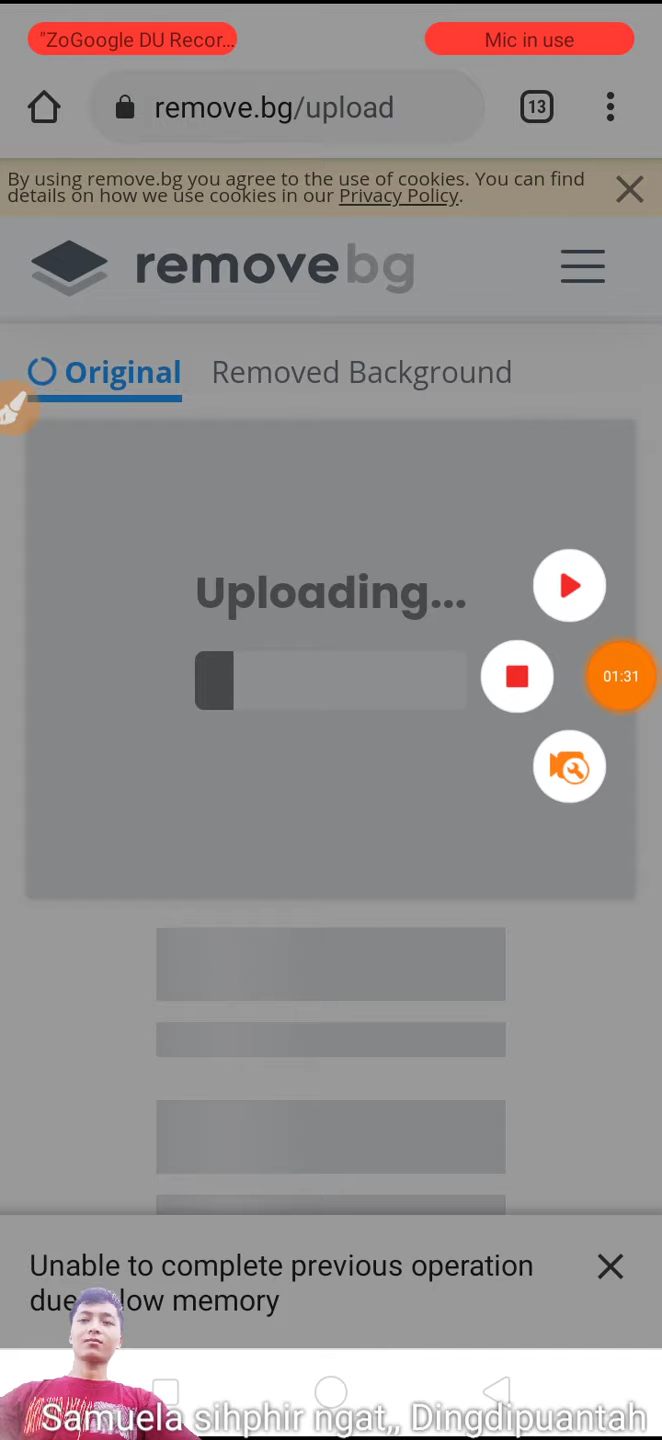 "ZoGoogle DU Recor...
Mic in use
remove.bg/upload
13
By using remove.bg you agree to the use of cookies. You can find
details on how we use cookies in our Privacy Policy.
removebg
Original
Removed Background
Uploading...
01:31
Unable to complete previous operation
due low memory
Samuela sihphir ngat,, Dingdipuantah